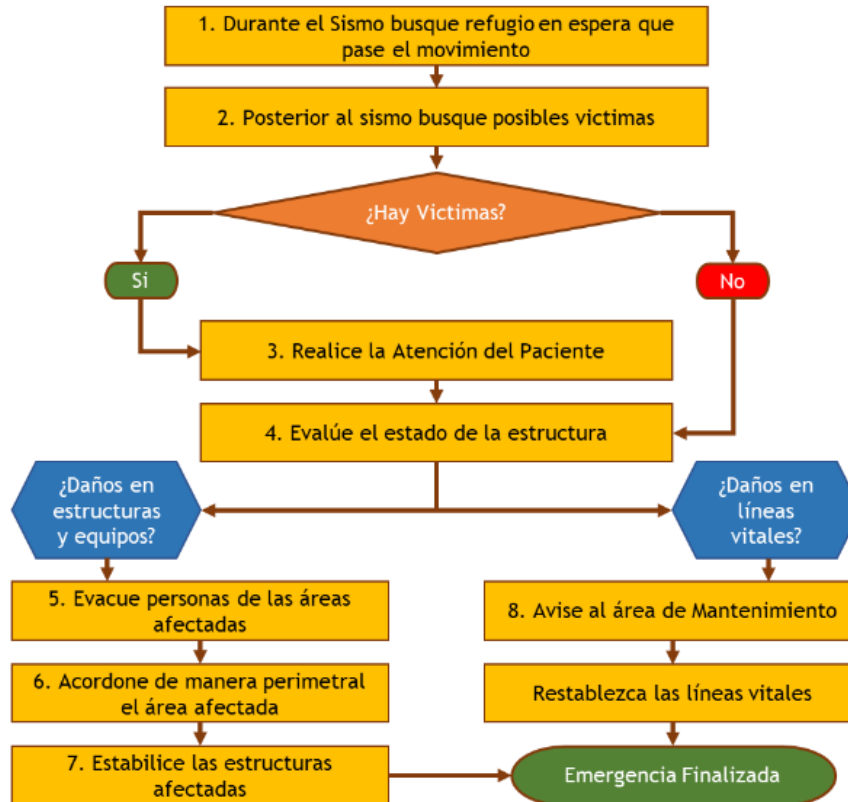 1. Durante el Sismo busque refugio en espera que
pase el movimiento
2. Posterior al sismo busque posibles victimas
¿Hay Victimas?
Si
No
3. Realice la Atención del Paciente
4. Evalúe el estado de la estructura
¿Daños en
estructuras
y equipos?
¿Daños en
líneas
vitales?
5. Evacue personas de las áreas
afectadas
8. Avise al área de Mantenimiento
6. Acordone de manera perimetral
el área afectada
Restablezca las líneas vitales
7. Estabilice las estructuras
afectadas
Emergencia Finalizada